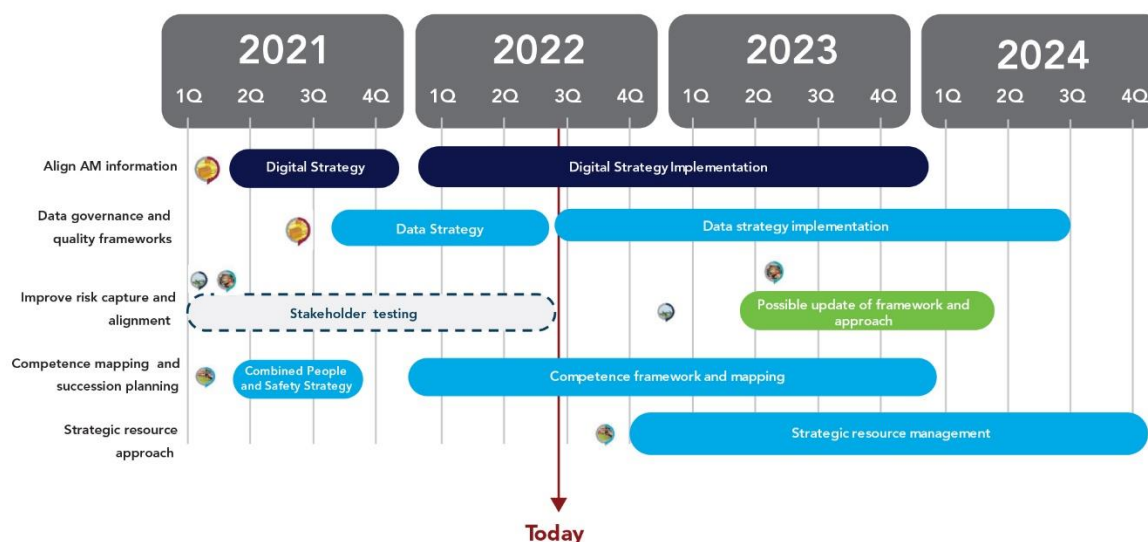 2021
2022
2023
2024
1Q 2Q 3Q 4Q 1Q 2Q 3Q 4Q 1Q 2Q 3Q 4Q 1Q 2Q 3Q 4Q
Align AM information
Digital Strategy
Digital Strategy Implementation
Data governance and
quality frameworks
Data Strategy
Data strategy implementation
Improve risk capture and
alignment
Stakeholder testing
Possible update of framework and
approach
Competence mapping and
succession planning
Combined People
and Safety Strategy
Competence framework and mapping
Strategic resource
approach
Strategic resource management
Today